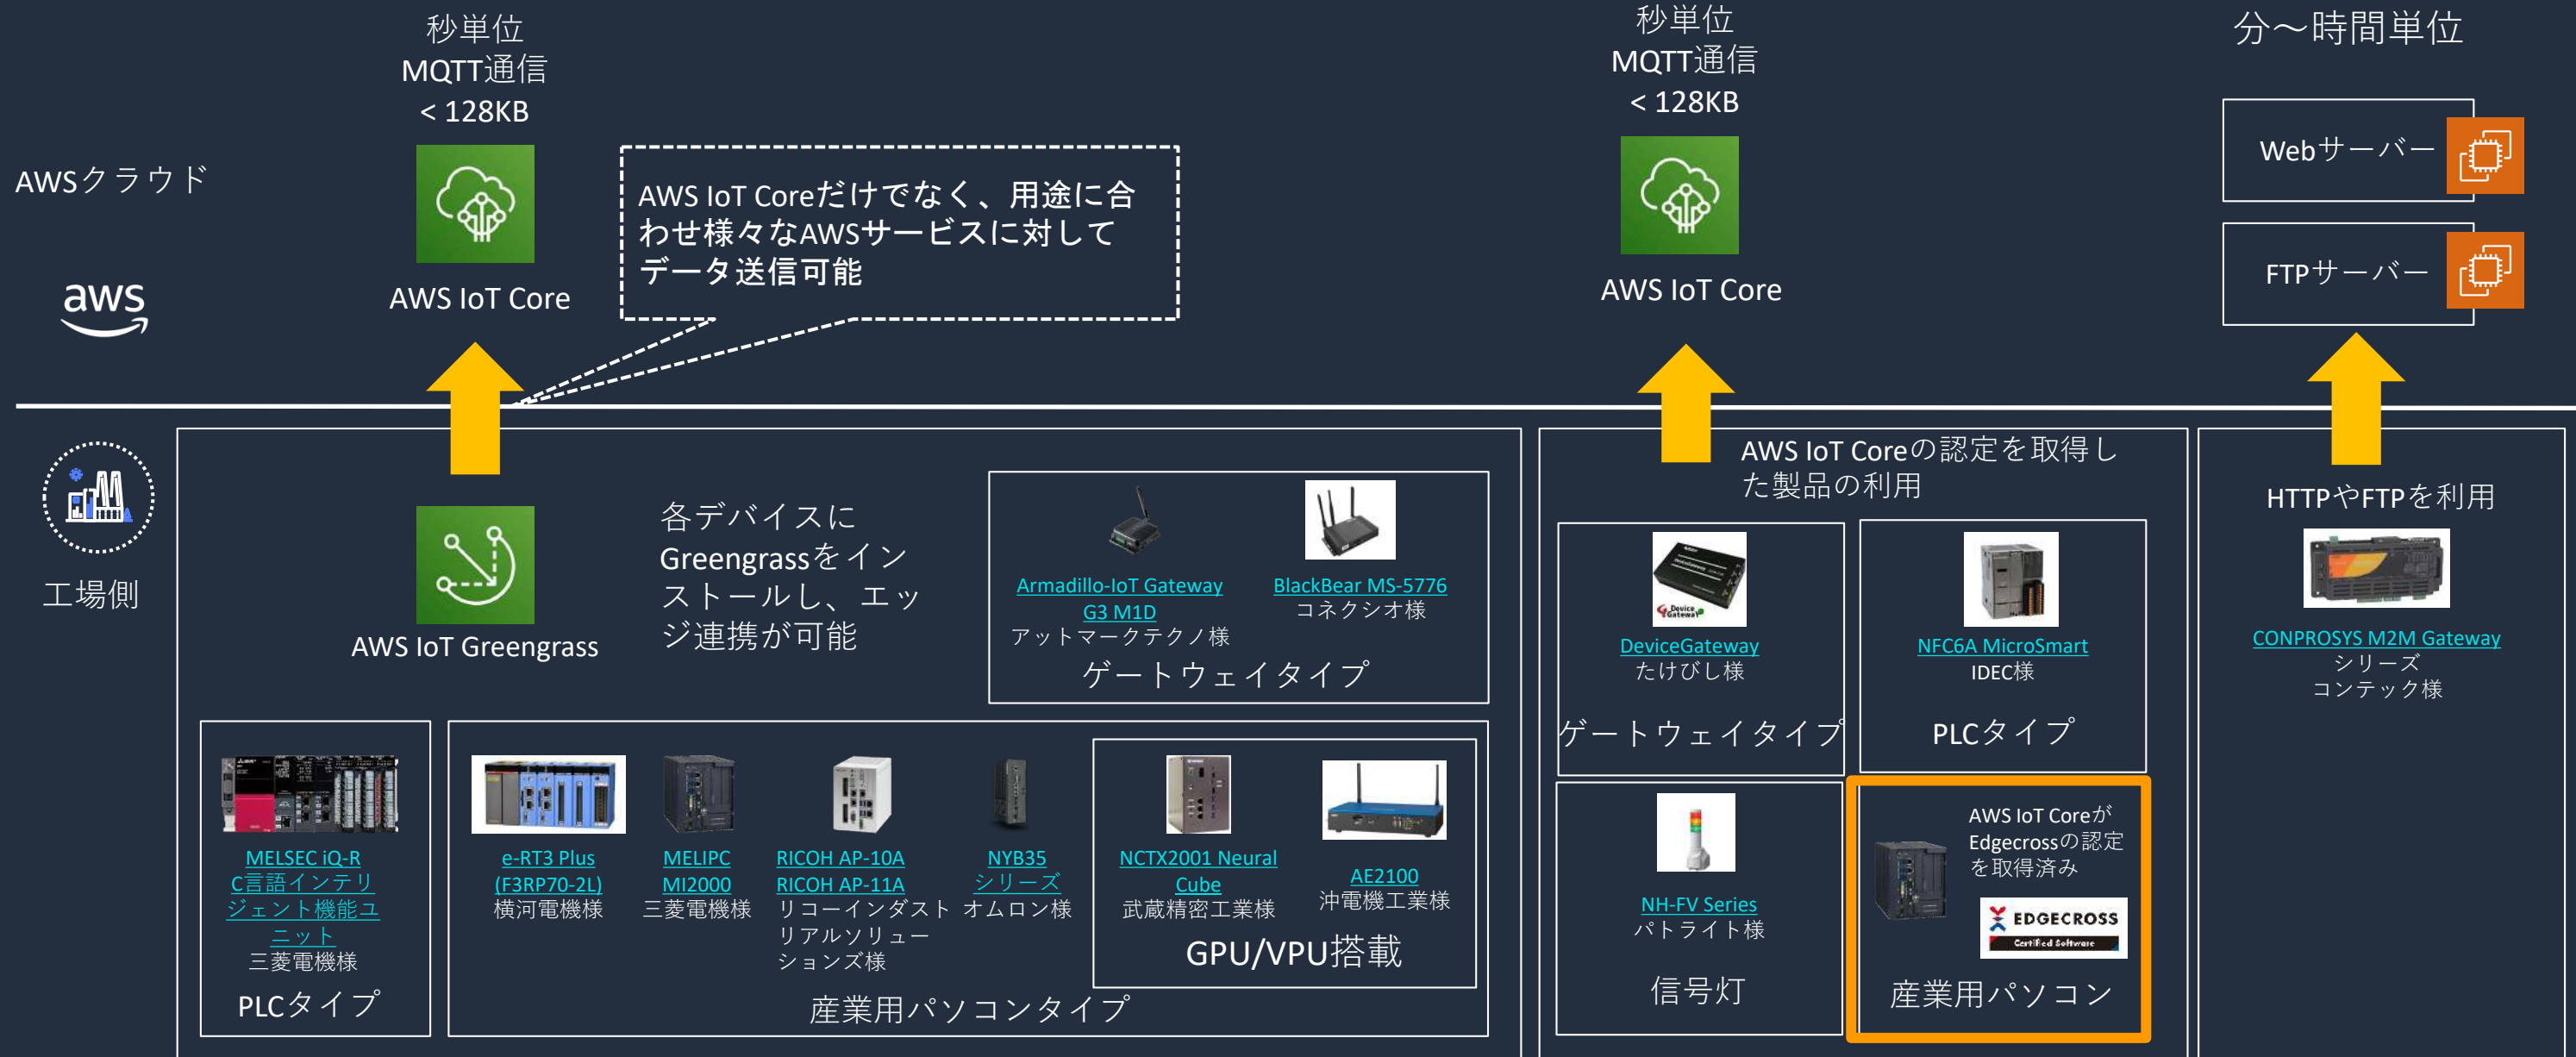 秒単位
MQTT通信
< 128KB
秒単位
MQTT通信
< 128KB
分～時間単位
AWSクラウド
aws
AWS IoT Core
AWS IoT Coreだけでなく、用途に合
わせ様々なAWSサービスに対して
データ送信可能
AWS IoT Core
Webサーバー
FTPサーバー
工場側
AWS IoT Greengrass
各デバイスに
Greengrassをイン
ストールし、エッ
ジ連携が可能
Armadillo-IoT Gateway
G3 M1D
アットマークテクノ様
BlackBear MS-5776
コネクシオ様
ゲートウェイタイプ
MELSEC iQ-R
C言語インテリ
ジェント機能ユ
ニット
三菱電機様
PLCタイプ
e-RT3 Plus
(F3RP70-2L)
横河電機様
MELIPC
MI2000
三菱電機様
RICOH AP-10A
RICOH AP-11A
リコーインダスト
リアルソリュー
ションズ様
NYB35
シリーズ
オムロン様
NCTX2001 Neural
Cube
武蔵精密工業様
AE2100
沖電機工業様
GPU/VPU搭載
産業用パソコンタイプ
AWS IoT Coreの認定を取得し
た製品の利用
Device
Gateway
DeviceGateway
たけびし様
ゲートウェイタイプ
NFC6A MicroSmart
IDEC様
PLCタイプ
NH-FV Series
パトライト様
信号灯
AWS IoT Coreが
Edgecrossの認定
を取得済み
EDGECROSS
Certified Software
産業用パソコン
HTTPやFTPを利用
CONPROSYS M2M Gateway
シリーズ
コンテック様